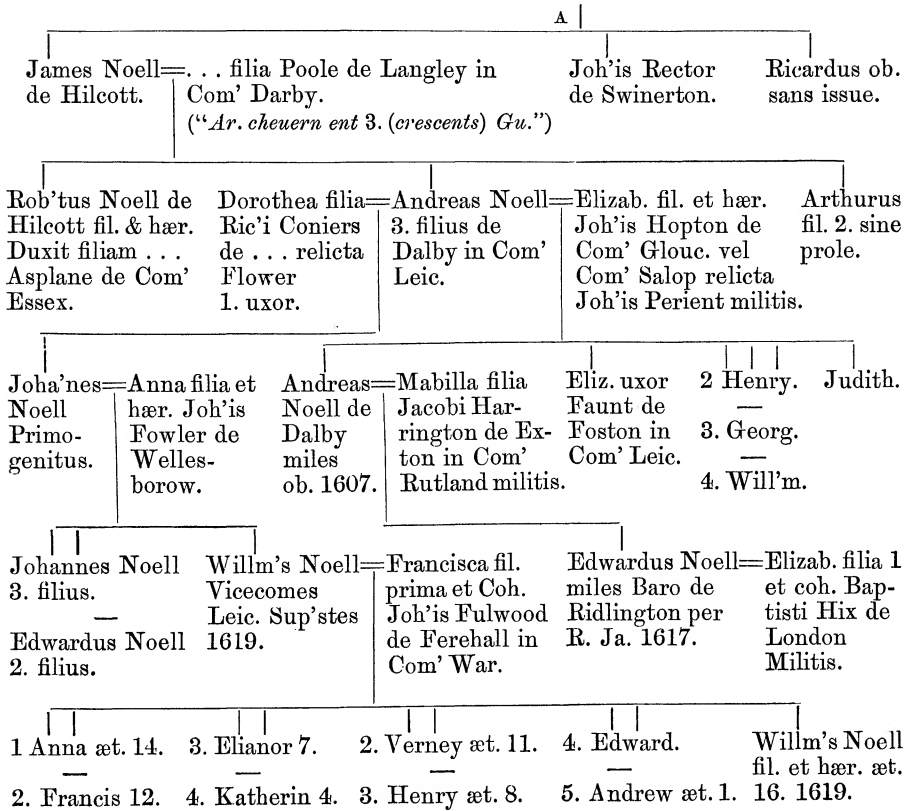 A
James Noell=. . . filia Poole de Langley in
de Hilcott. Com' Darby.
("Ar. cheuern ent 3. (crescents) Gu.")
Joh'is Rector
de Swinerton.
Ricardus ob.
sans issue.
Rob'tus Noell de
Hilcott fil. & hær.
Duxit filiam . . .
Asplane de Com'
Essex.
Dorothea filia=Andreas Noell=Elizab. fil. et hær.
Ric'i Coniers
de . . . relicta
Flower
1. uxor.
3. filius de
Dalby in Com'
Leic.
Joh'is Hopton de
Com' Glouc. vel
Com' Salop relicta
Joh'is Perient militis.
Arthurus
fil. 2. sine
prole.
Joha'nes=Anna filia et
Noell
Primo-
genitus.
hær. Joh'is
Fowler de
Welles-
borow.
Andreas=Mabilla filia
Noell de
Dalby
miles
ob. 1607.
Jacobi Har-
rington de Ex-
ton in Com'
Rutland militis.
Eliz. uxor
Faunt de
Foston in
Com' Leic.
2 Henry.
—
3. Georg.
—
4. Will'm.
Judith.
Johannes Noell
3. filius.
—
Edwardus Noell
2. filius.
Willm's Noell=Francisca fil.
Vicecomes
Leic. Sup'stes
1619.
prima et Coh.
Joh'is Fulwood
de Ferehall in
Com' War.
Edwardus Noell=Elizab. filia 1
miles Baro de
Ridlington per
R. Ja. 1617.
et coh. Bap-
tisti Hix de
London
Militis.
1 Anna æt. 14.
—
2. Francis 12.
3. Elianor 7.
—
4. Katherin 4.
2. Verney æt. 11.
—
3. Henry æt. 8.
4. Edward.
—
5. Andrew æt. 1.
Willm's Noell
fil. et hær. æt.
16. 1619.